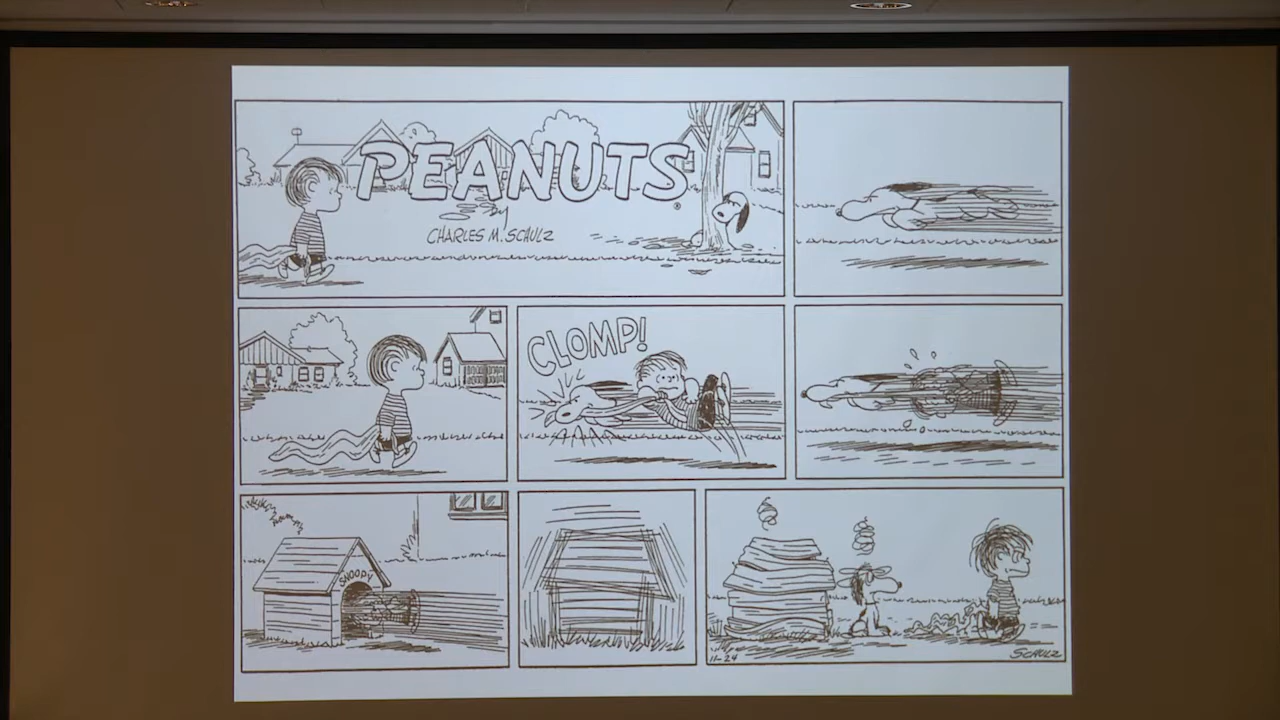 PEANUTS
®
by
CHARLES M. SCHULZ
CLOMP!
SNOOPY
11-24
SCHULZ